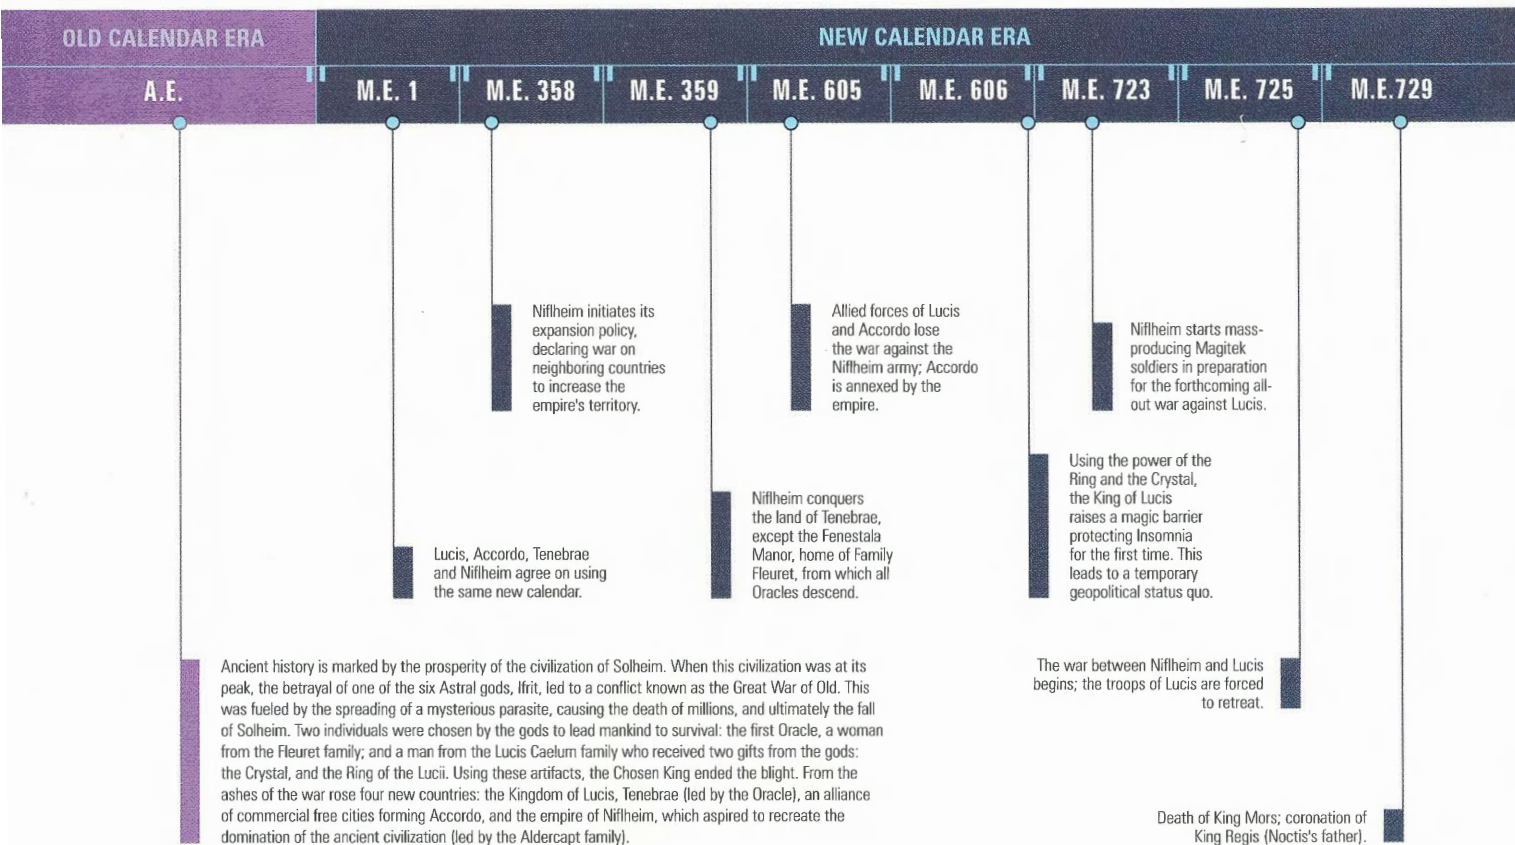 OLD CALENDAR ERA
NEW CALENDAR ERA
A.E.
M.E. 1
M.E. 358
M.E. 359
M.E. 605
M.E. 606
M.E. 723
M.E. 725
M.E.729
Niflheim initiates its
expansion policy,
declaring war on
neighboring countries
to increase the
empire's territory.
Allied forces of Lucis
and Accordo lose
the war against the
Niflheim army; Accordo
is annexed by the
empire.
Niflheim starts mass-
producing Magitek
soldiers in preparation
for the forthcoming all-
out war against Lucis.
Lucis, Accordo, Tenebrae
and Niflheim agree on using
the same new calendar.
Niflheim conquers
the land of Tenebrae,
except the Fenestala
Manor, home of Family
Fleuret, from which all
Oracles descend.
Using the power of the
Ring and the Crystal,
the King of Lucis
raises a magic barrier
protecting Insomnia
for the first time. This
leads to a temporary
geopolitical status quo.
Ancient history is marked by the prosperity of the civilization of Solheim. When this civilization was at its
peak, the betrayal of one of the six Astral gods, Ifrit, led to a conflict known as the Great War of Old. This
was fueled by the spreading of a mysterious parasite, causing the death of millions, and ultimately the fall
of Solheim. Two individuals were chosen by the gods to lead mankind to survival: the first Oracle, a woman
from the Fleuret family; and a man from the Lucis Caelum family who received two gifts from the gods:
the Crystal, and the Ring of the Lucii. Using these artifacts, the Chosen King ended the blight. From the
ashes of the war rose four new countries: the Kingdom of Lucis, Tenebrae (led by the Oracle), an alliance
of commercial free cities forming Accordo, and the empire of Niflheim, which aspired to recreate the
domination of the ancient civilization (led by the Aldercapt family).
The war between Niflheim and Lucis
begins; the troops of Lucis are forced
to retreat.
Death of King Mors; coronation of
King Regis (Noctis's father).